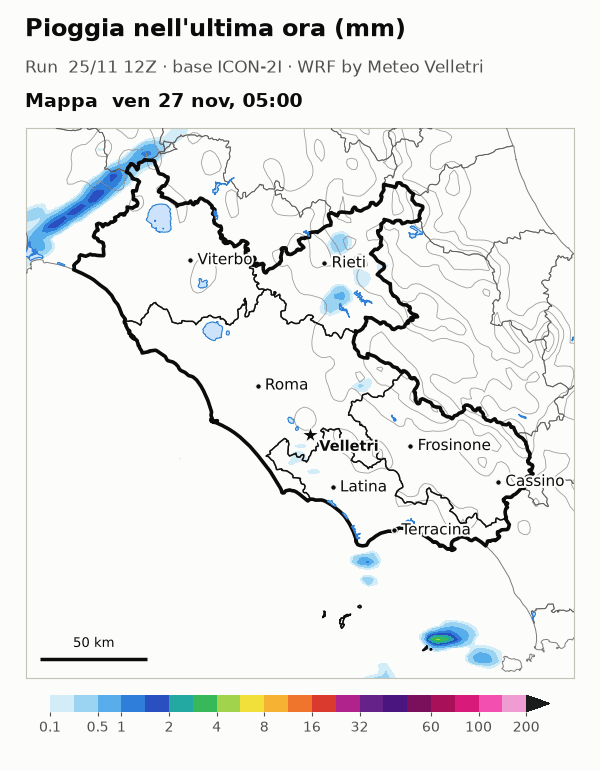 Pioggia nell'ultima ora (mm)
Run 25/11 12Z · base ICON-2I · WRF by Meteo Velletri
Mappa ven 27 nov, 05:00
Viterbo
Rieti
Roma
Velletri
Frosinone
Cassino
Latina
Terracina
50 km
0.1 0.5 1 2 4 8 16 32 60 100 200